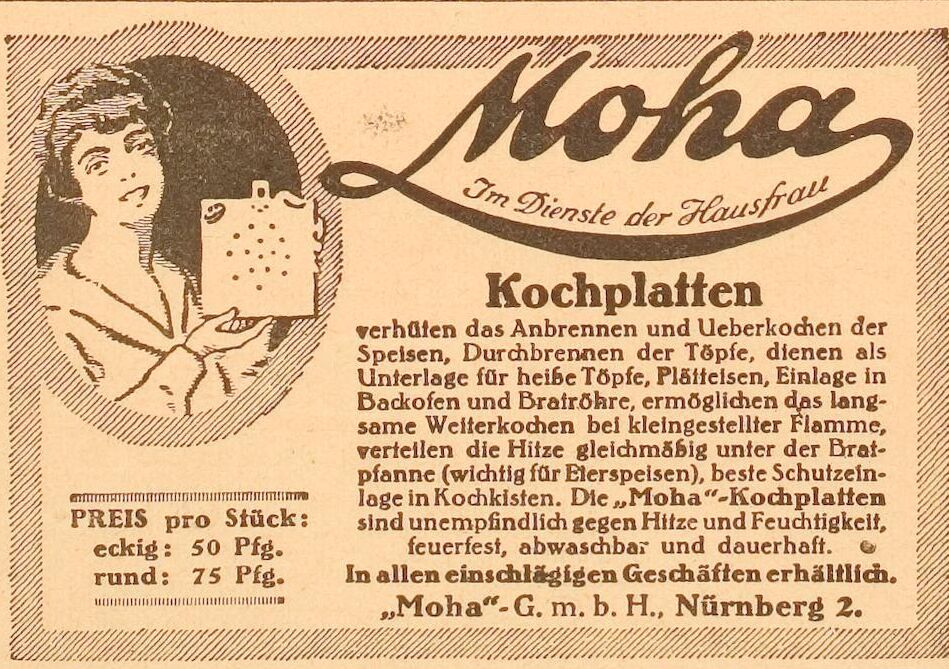 Moha
Im Dienste der Hausfrau
Kochplatten
verhüten das Anbrennen und Ueberkochen der
Speisen, Durchbrennen der Töpfe, dienen als
Unterlage für heiße Töpfe, Plätteisen, Einlage in
Backofen und Bratröhre, ermöglichen das lang-
same Weiterkochen bei kleingestellter Flamme,
verteilen die Hitze gleichmäßig unter der Brat-
pfanne (wichtig für Eierspeisen), beste Schutzein-
lage in Kochkisten. Die „Moha“-Kochplatten
sind unempfindlich gegen Hitze und Feuchtigkeit,
feuerfest, abwaschbar und dauerhaft.
In allen einschlägigen Geschäften erhältlich.
„Moha“-G. m. b. H., Nürnberg 2.
PREIS pro Stück:
eckig: 50 Pfg.
rund: 75 Pfg.